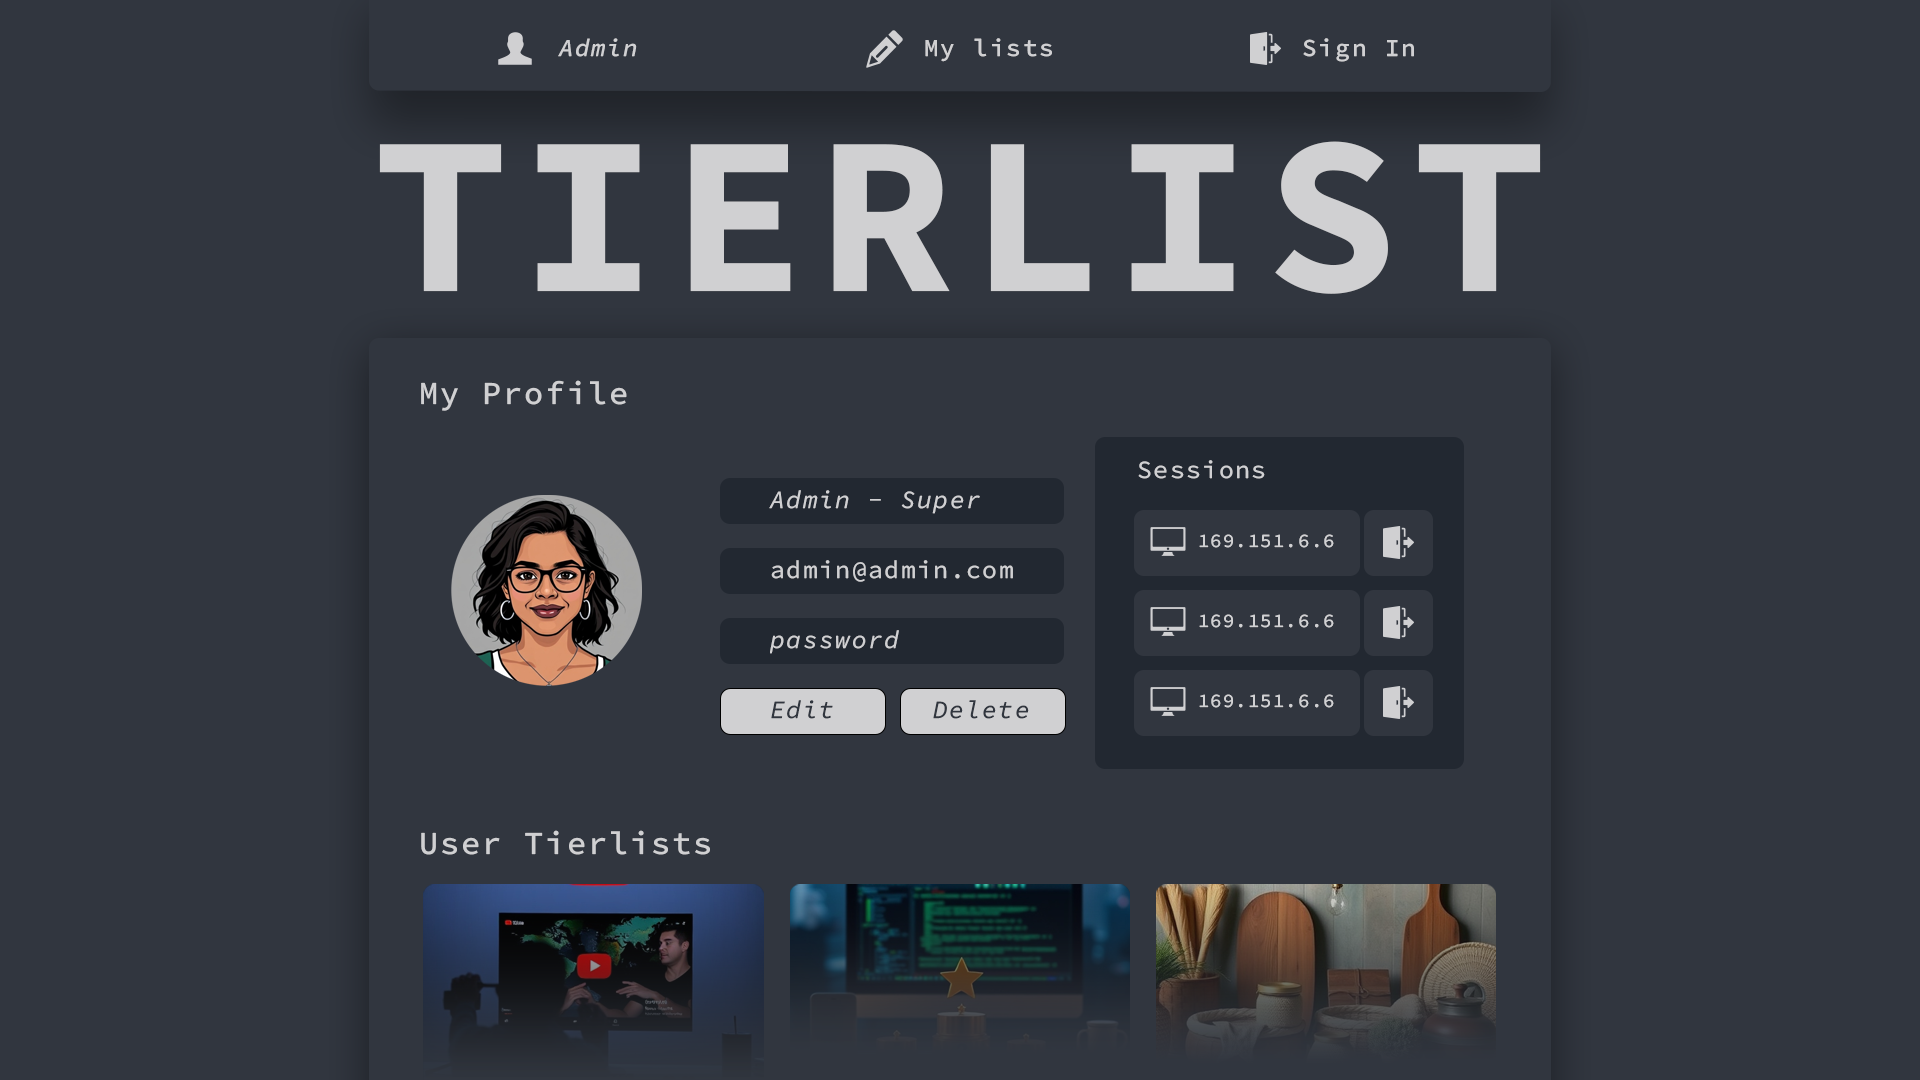 Admin
My lists
Sign In
TIERLIST
My Profile
Admin - Super
admin@admin.com
password
Edit
Delete
Sessions
169.151.6.6
169.151.6.6
169.151.6.6
User Tierlists